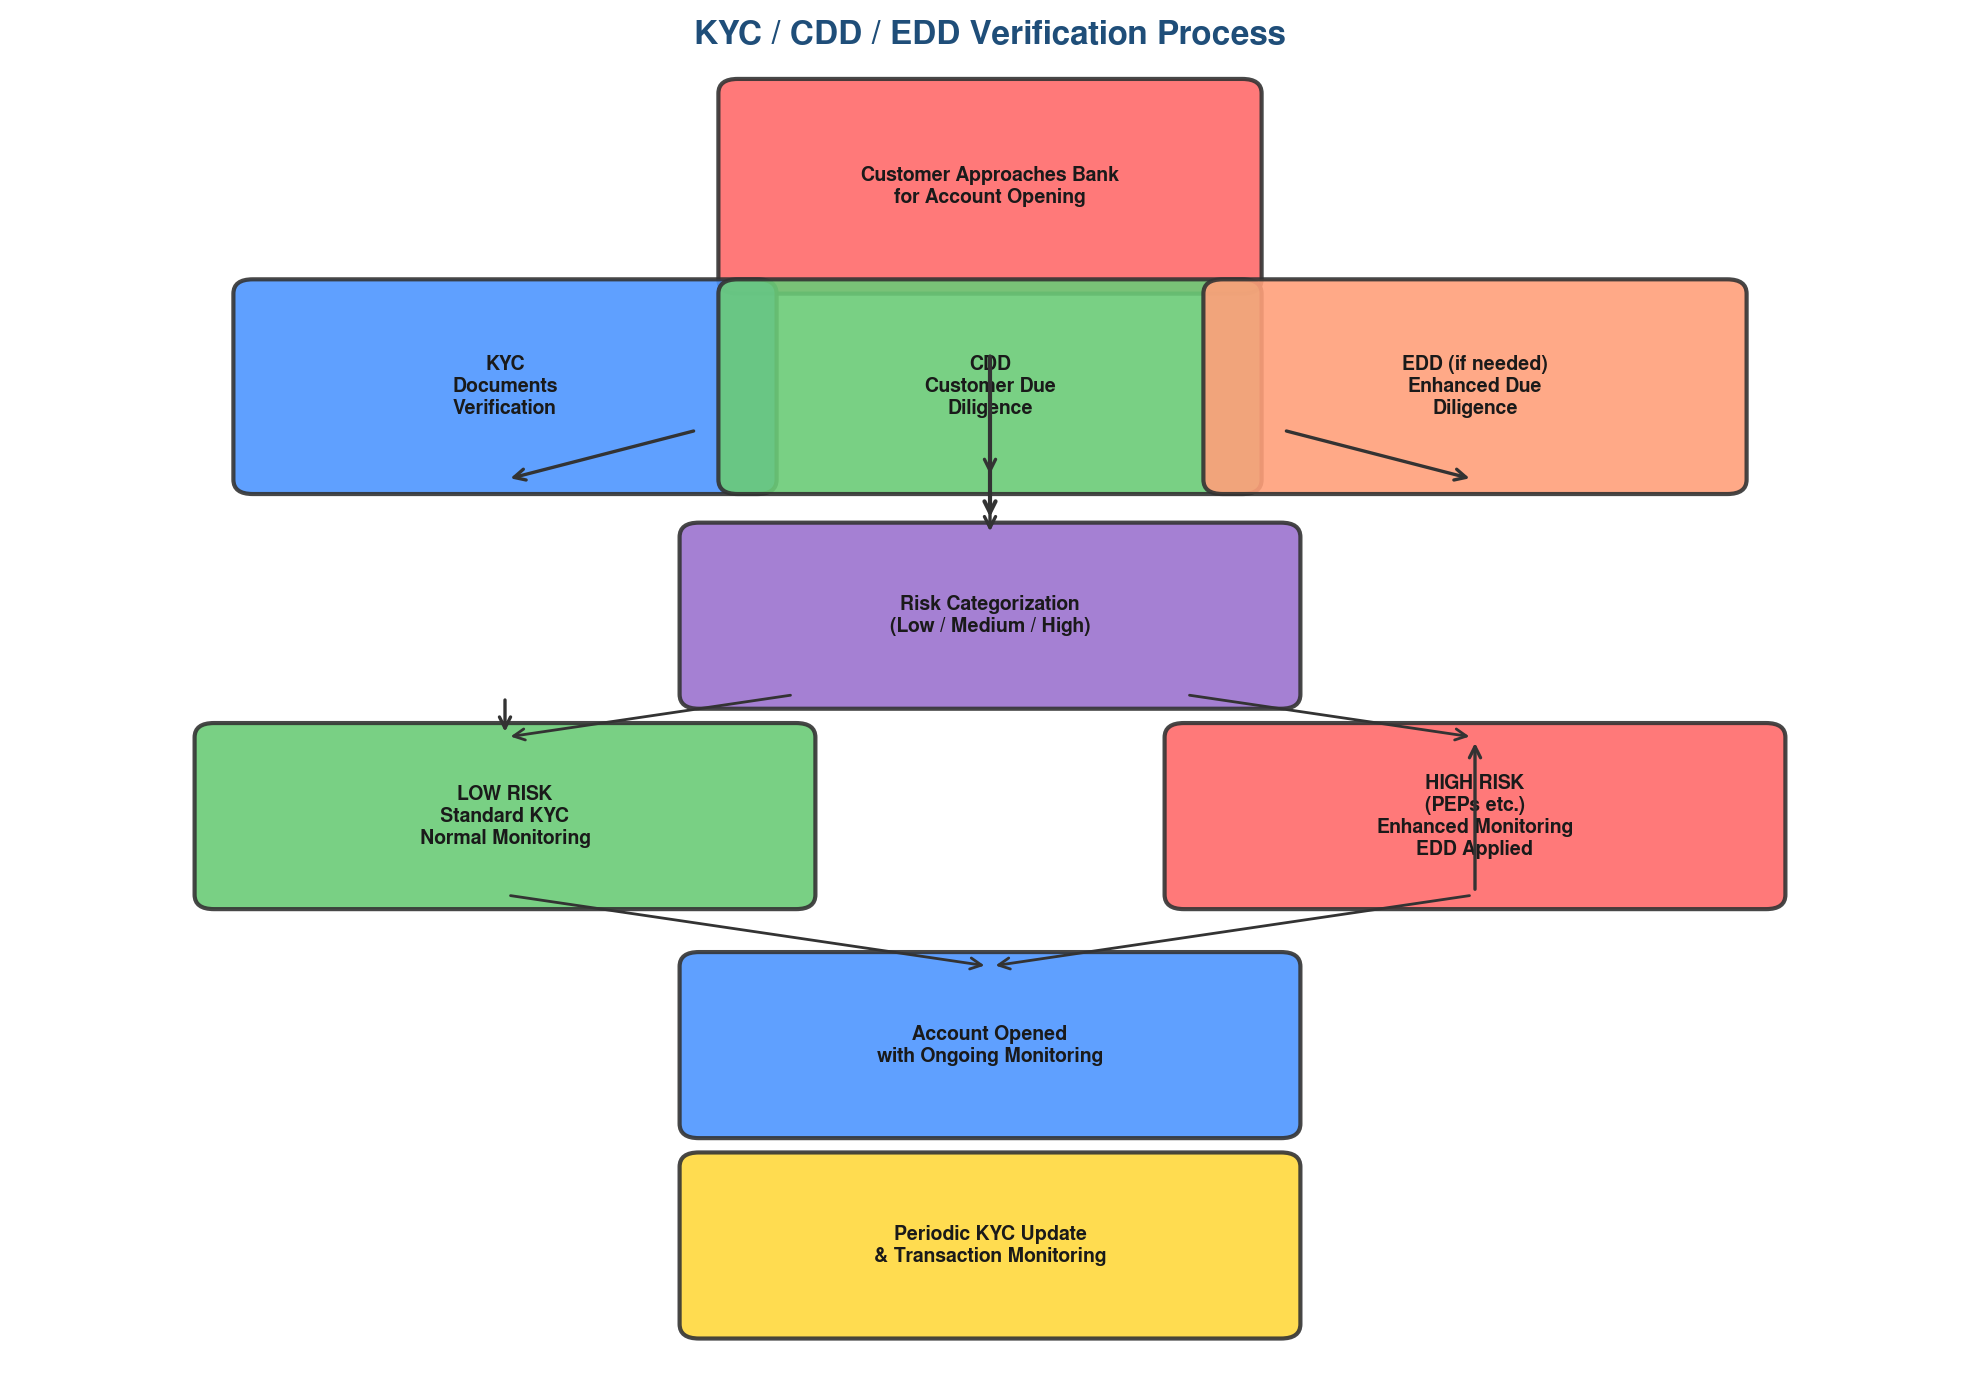 KYC / CDD / EDD Verification Process
Customer Approaches Bank
for Account Opening
KYC
Documents
Verification
CDD
Customer Due
Diligence
EDD (if needed)
Enhanced Due
Diligence
Risk Categorization
(Low / Medium / High)
LOW RISK
Standard KYC
Normal Monitoring
HIGH RISK
(PEPs etc.)
Enhanced Monitoring
EDD Applied
Account Opened
with Ongoing Monitoring
Periodic KYC Update
& Transaction Monitoring